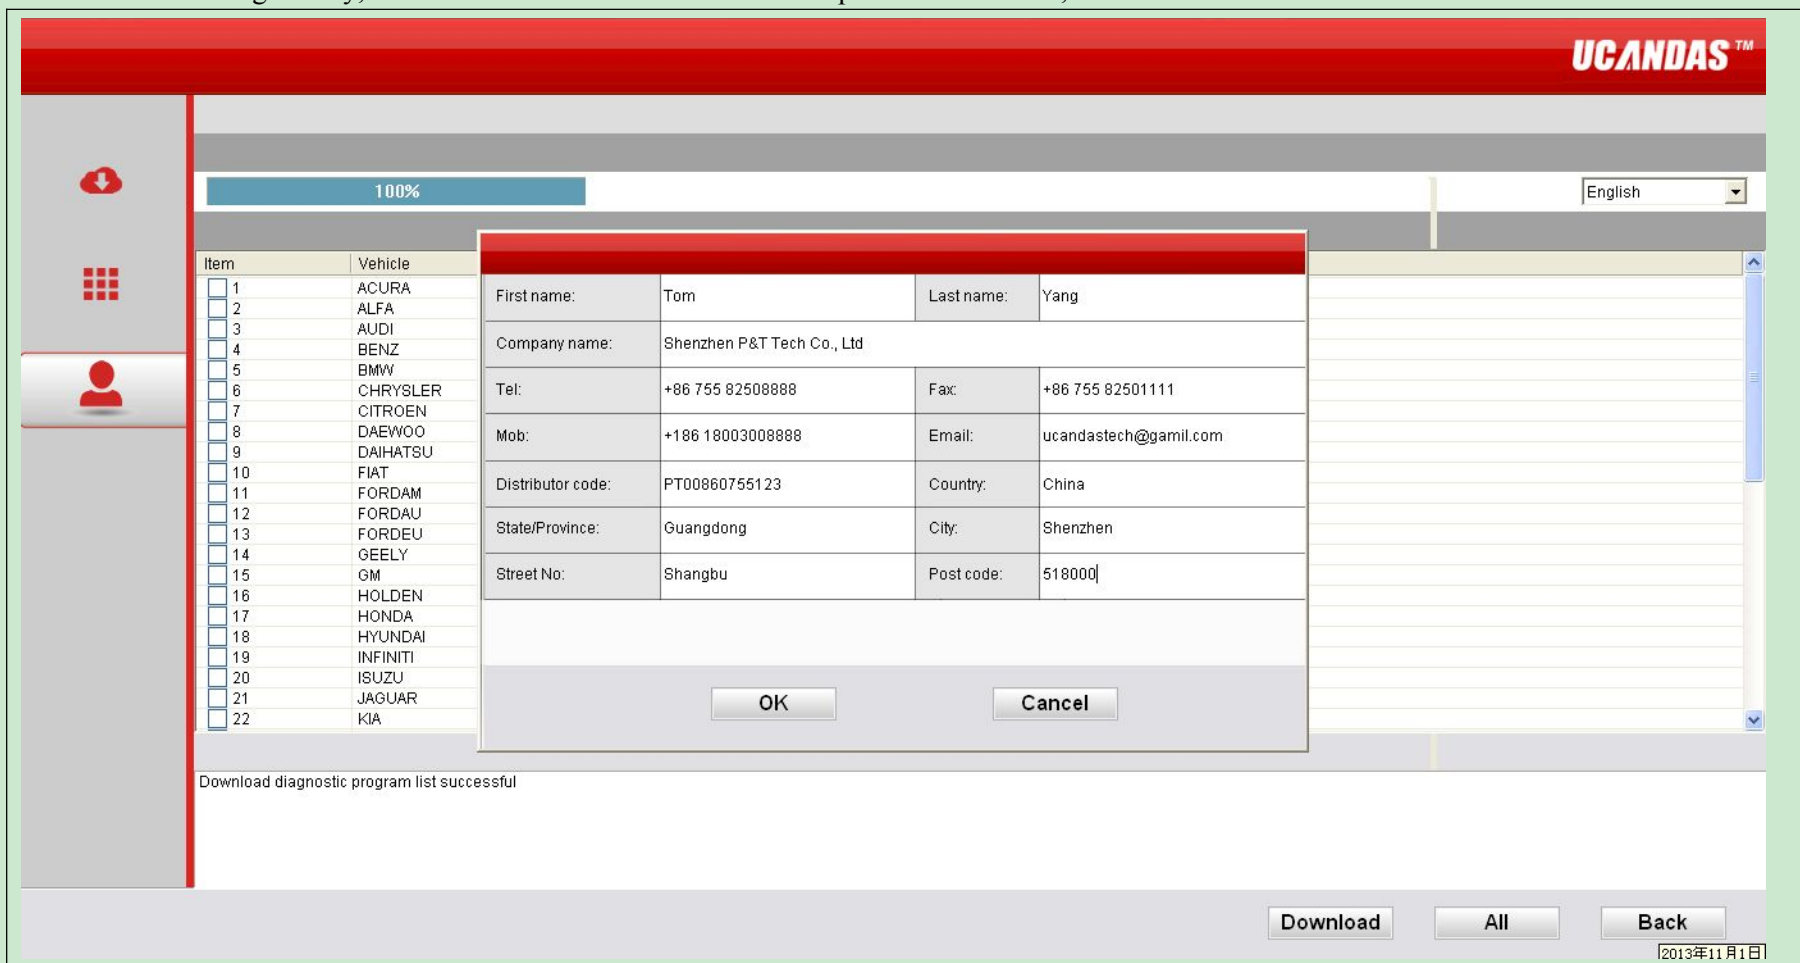 UCANDAS TM
100%
English
Item Vehicle
1 ACURA
2 ALFA
3 AUDI
4 BENZ
5 BMW
6 CHRYSLER
7 CITROEN
8 DAEWOO
9 DAIHATSU
10 FIAT
11 FORDAM
12 FORDAU
13 FORDEU
14 GEELY
15 GM
16 HOLDEN
17 HONDA
18 HYUNDAI
19 INFINITI
20 ISUZU
21 JAGUAR
22 KIA
First name: Tom Last name: Yang
Company name: Shenzhen P&T Tech Co., Ltd
Tel: +86 755 82508888 Fax: +86 755 82501111
Mob: +186 18003008888 Email: ucandastech@gamil.com
Distributor code: PT00860755123 Country: China
State/Province: Guangdong City: Shenzhen
Street No: Shangbu Post code: 518000
OK Cancel
Download diagnostic program list successful
Download All Back
2013年11月1日